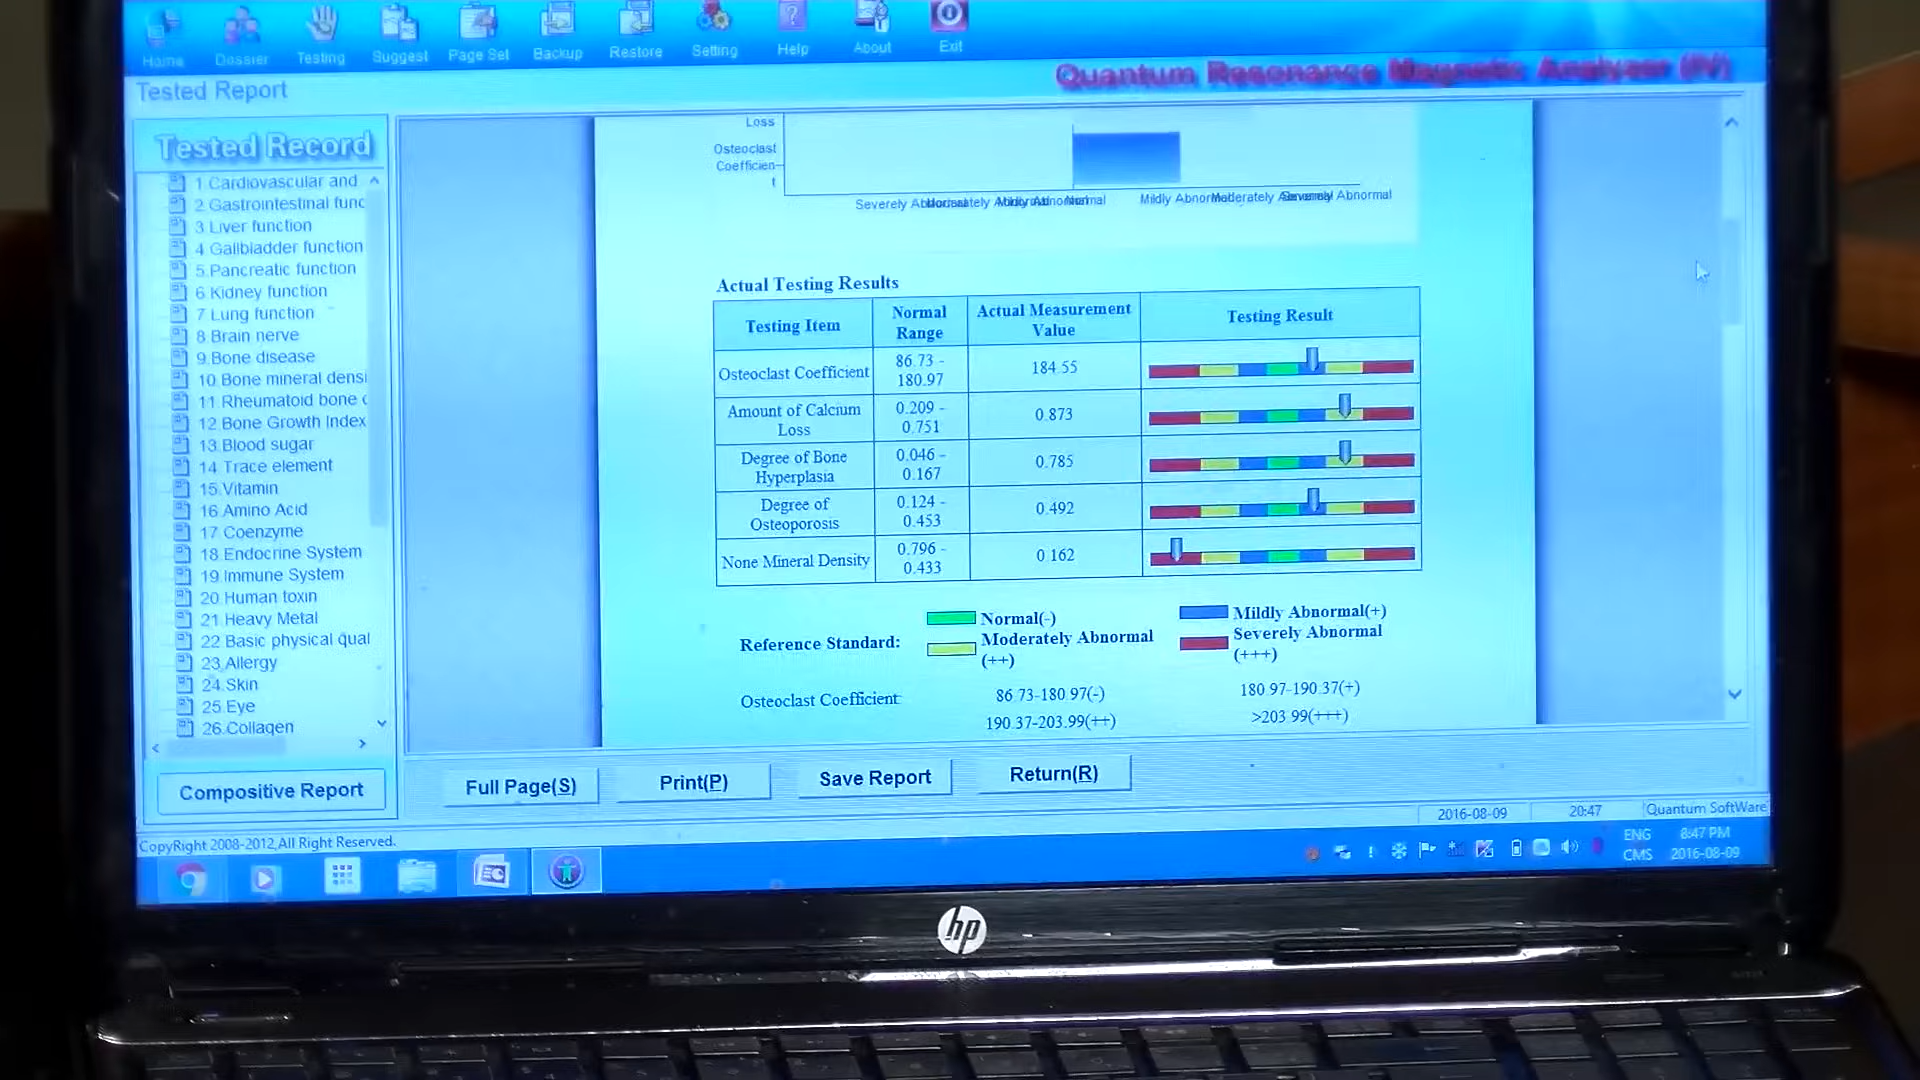 Home Dossier Testing Suggest Page Set Backup Restore Setting Help About Exit
Tested Report
Quantum Resonance Magnetic Analyzer (IV)
Tested Record
1.Cardiovascular and
2.Gastrointestinal func
3.Liver function
4.Gallbladder function
5.Pancreatic function
6.Kidney function
7.Lung function
8.Brain nerve
9.Bone disease
10.Bone mineral densi
11.Rheumatoid bone
12.Bone Growth Index
13.Blood sugar
14.Trace element
15.Vitamin
16.Amino Acid
17.Coenzyme
18.Endocrine System
19.Immune System
20.Human toxin
21.Heavy Metal
22.Basic physical qual
23.Allergy
24.Skin
25.Eye
26.Collagen
Compositive Report
Loss
Osteoclast
Coefficien
t
Severely Mildly Abnormal Severely Abnormal
Actual Testing Results
Testing Item Normal Range Actual Measurement Value Testing Result
Osteoclast Coefficient 86.73 - 180.97 184.55
Amount of Calcium Loss 0.209 - 0.751 0.873
Degree of Bone Hyperplasia 0.046 - 0.167 0.785
Degree of Osteoporosis 0.124 - 0.453 0.492
None Mineral Density 0.796 - 0.433 0.162
Reference Standard:
Normal(-) Mildly Abnormal(+)
Moderately Abnormal (++) Severely Abnormal (+++)
Osteoclast Coefficient:
86.73-180.97(-) 180.97-190.37(+)
190.37-203.99(++) >203.99(+++)
Full Page(S) Print(P) Save Report Return(R)
2016-08-09 20:47 Quantum SoftWare
CopyRight 2008-2012,All Right Reserved.
ENG 8:47 PM
CMS 2016-08-09
hp